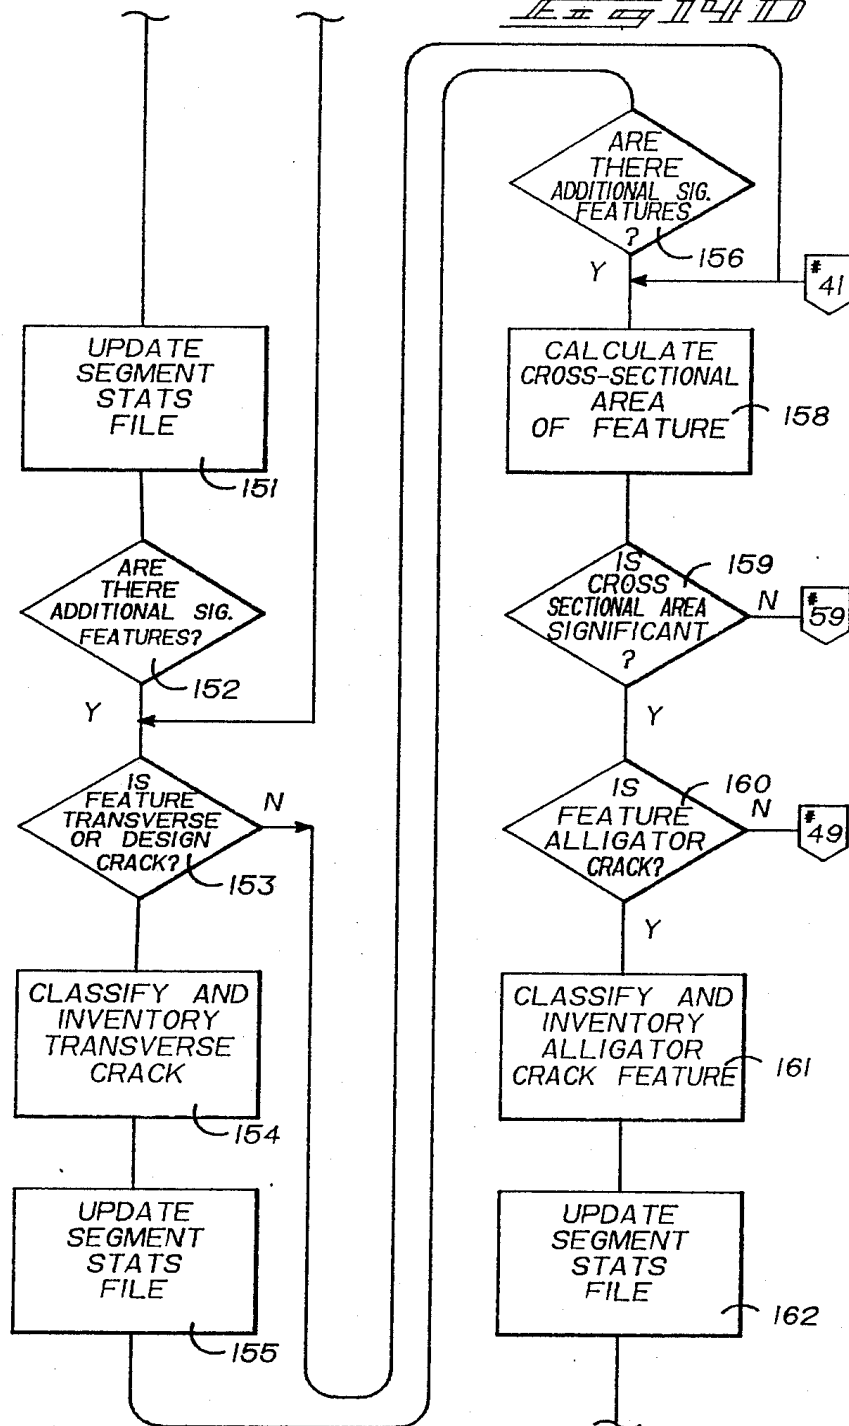 Fig 14D
UPDATE
SEGMENT
STATS
FILE
151
ARE
THERE
ADDITIONAL SIG.
FEATURES?
152
Y
IS
FEATURE
TRANSVERSE
OR DESIGN
CRACK?
153
N
CLASSIFY AND
INVENTORY
TRANSVERSE
CRACK
154
UPDATE
SEGMENT
STATS
FILE
155
ARE
THERE
ADDITIONAL SIG.
FEATURES
?
156
Y
#41
CALCULATE
CROSS-SECTIONAL
AREA
OF FEATURE
158
IS
CROSS
SECTIONAL AREA
SIGNIFICANT
?
159
N
#59
Y
IS
FEATURE
ALLIGATOR
CRACK?
160
N
#49
Y
CLASSIFY AND
INVENTORY
ALLIGATOR
CRACK FEATURE
161
UPDATE
SEGMENT
STATS
FILE
162